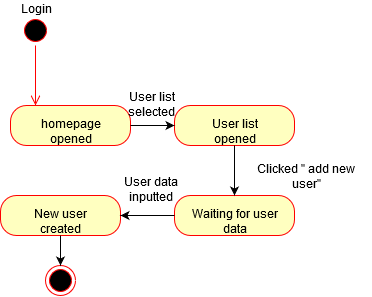 Login
homepage
opened
User list
selected
User list
opened
Clicked " add new
user"
Waiting for user
data
User data
inputted
New user
created